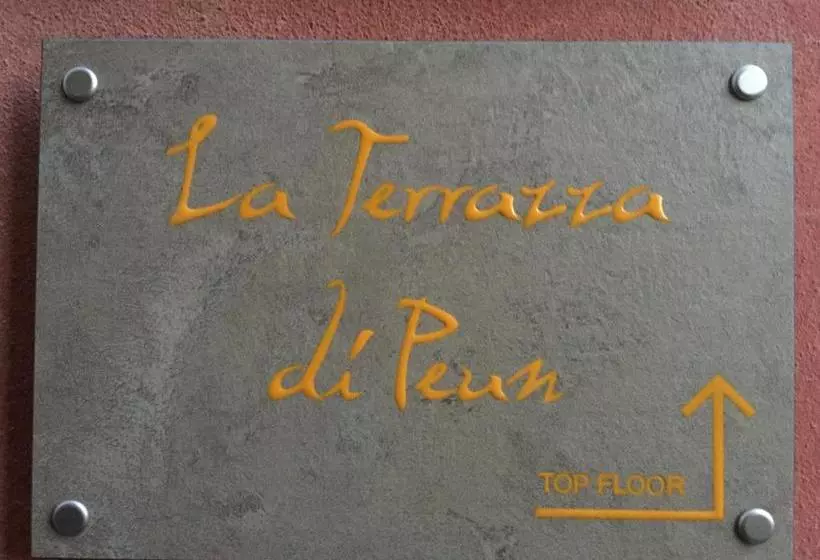 La Terrazza
di Peun
TOP FLOOR